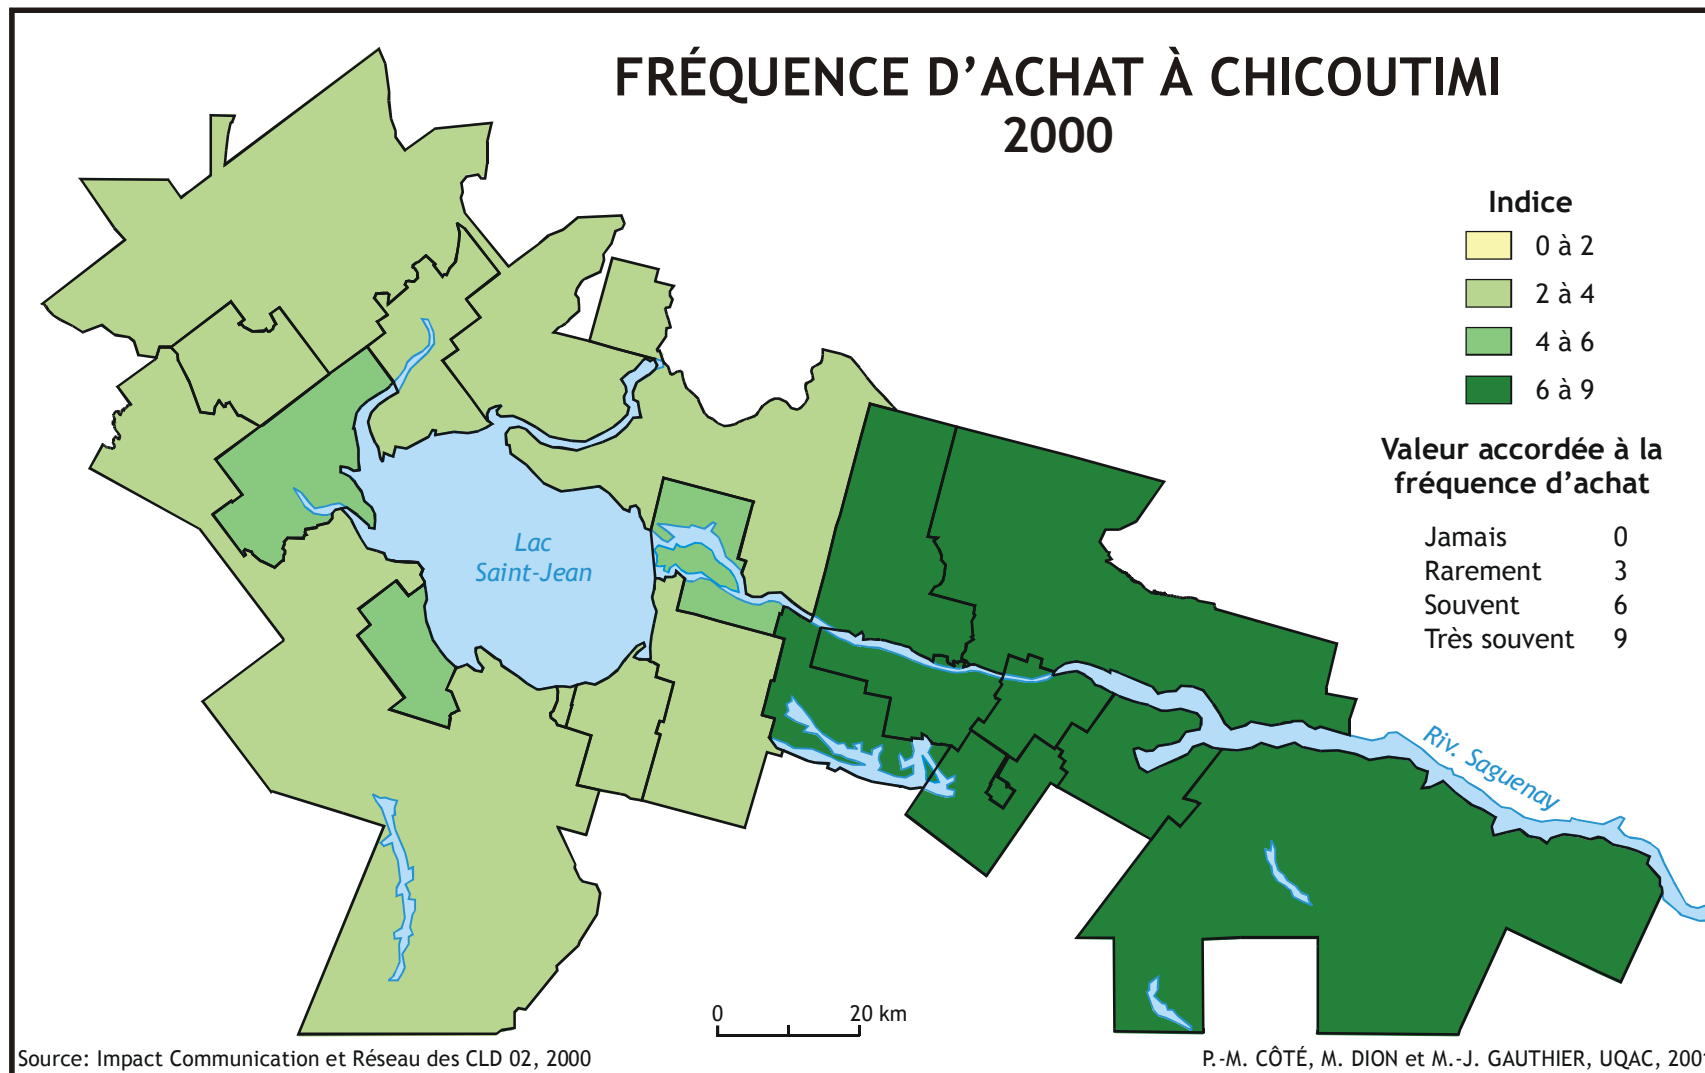 FRÉQUENCE D’ACHAT À CHICOUTIMI
2000
Indice
0 à 2
2 à 4
4 à 6
6 à 9
Valeur accordée à la
fréquence d’achat
Jamais 0
Rarement 3
Souvent 6
Très souvent 9
Lac
Saint-Jean
Riv. Saguenay
0 20 km
Source: Impact Communication et Réseau des CLD 02, 2000
P.-M. CÔTÉ, M. DION et M.-J. GAUTHIER, UQAC, 2001